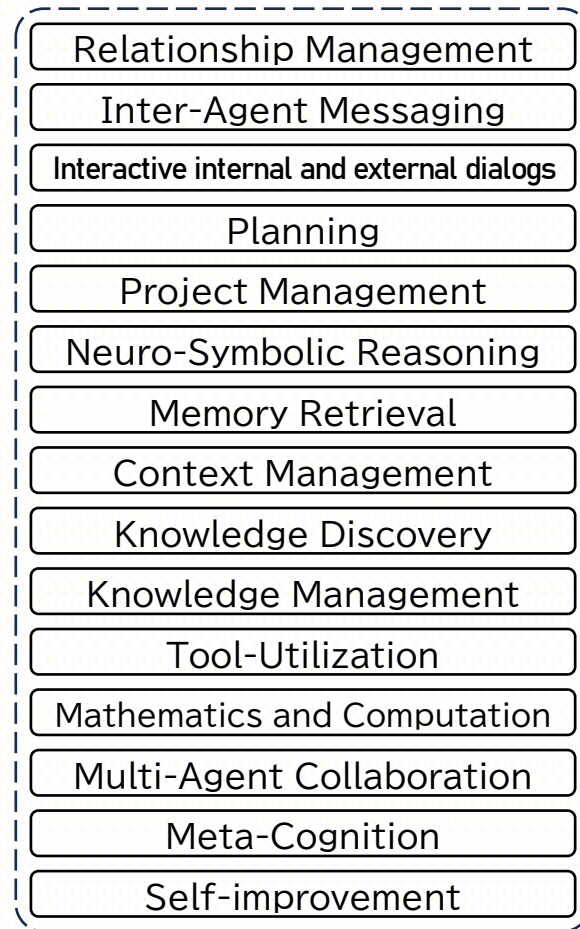 Relationship Management
Inter-Agent Messaging
Interactive internal and external dialogs
Planning
Project Management
Neuro-Symbolic Reasoning
Memory Retrieval
Context Management
Knowledge Discovery
Knowledge Management
Tool-Utilization
Mathematics and Computation
Multi-Agent Collaboration
Meta-Cognition
Self-improvement